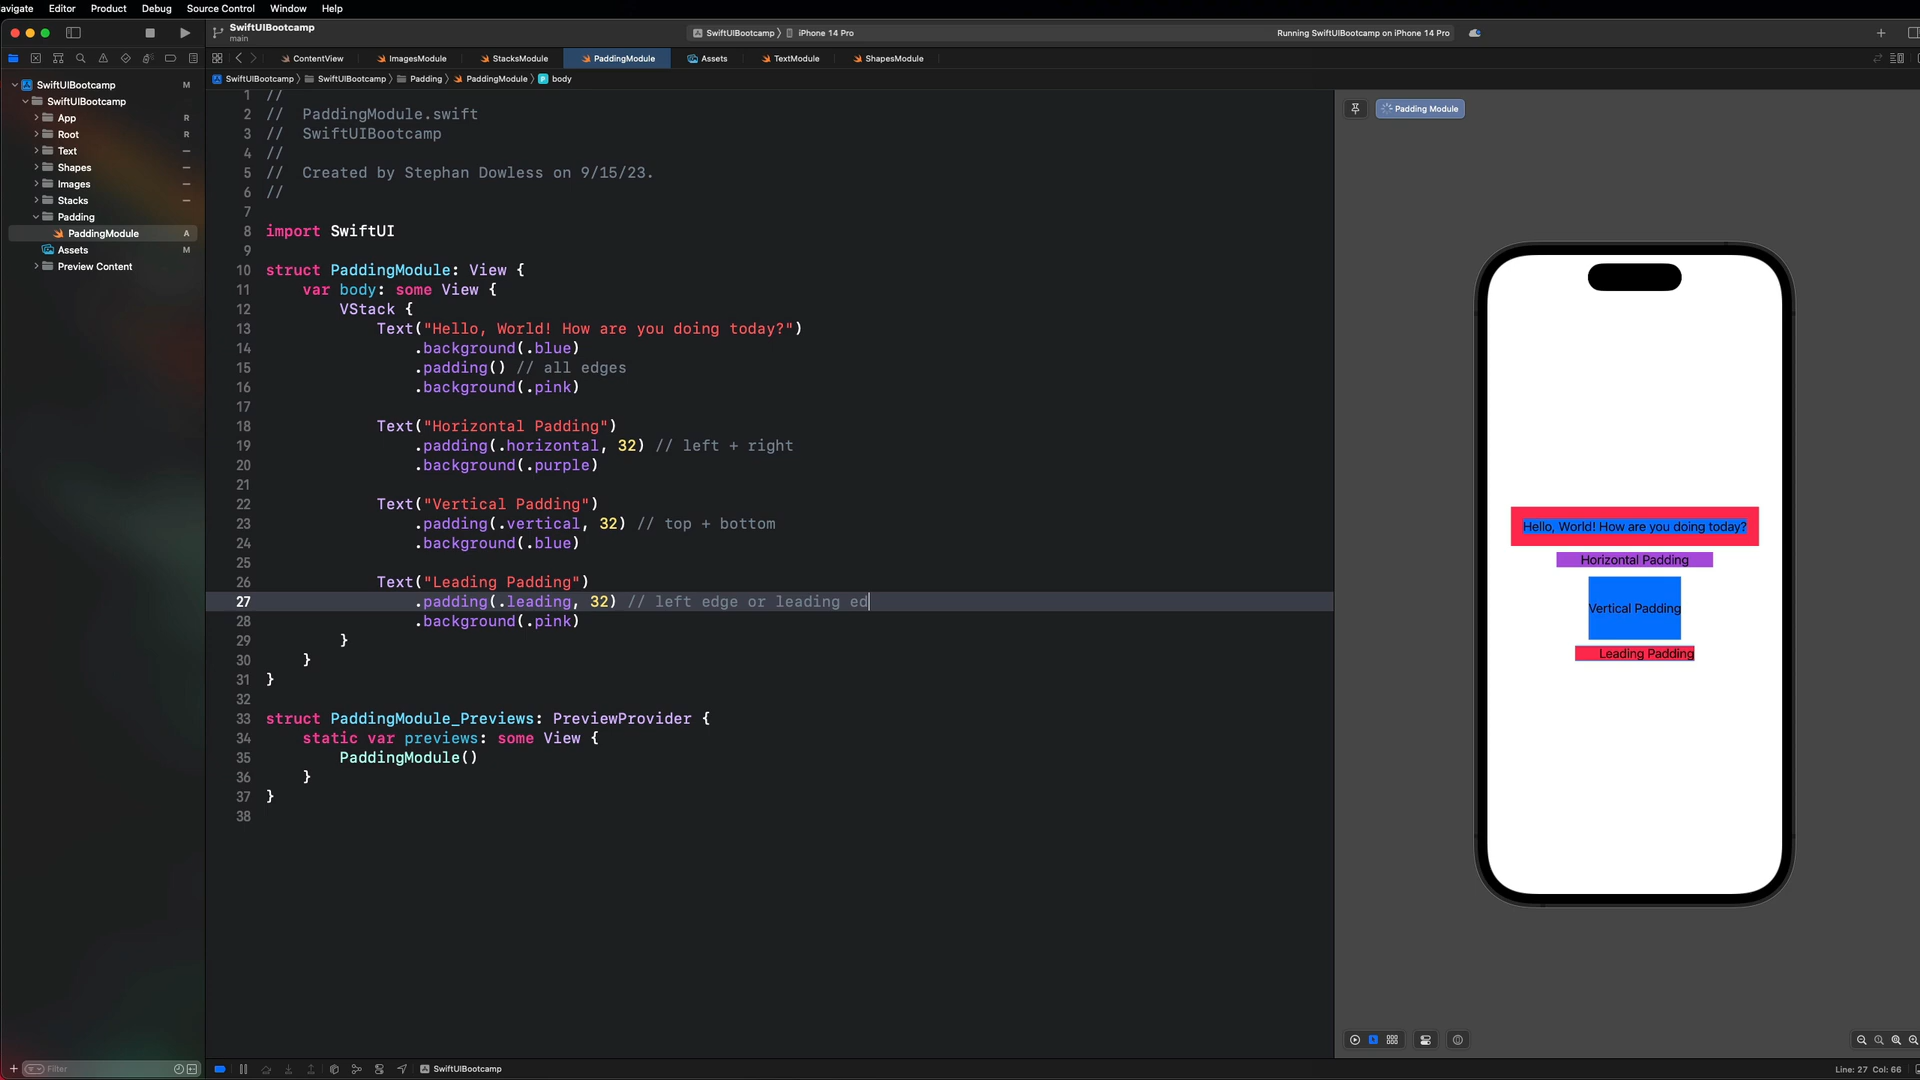 avigate Editor Product Debug Source Control Window Help
SwiftUIBootcamp
main
SwiftUIBootcamp 〉 iPhone 14 Pro
Running SwiftUIBootcamp on iPhone 14 Pro
ContentView ImagesModule StacksModule PaddingModule Assets TextModule ShapesModule
SwiftUIBootcamp 〉 SwiftUIBootcamp 〉 Padding 〉 PaddingModule 〉 body
SwiftUIBootcamp M
SwiftUIBootcamp
App R
Root R
Text
Shapes
Images
Stacks
Padding
PaddingModule A
Assets M
Preview Content
1 //
2 //  PaddingModule.swift
3 //  SwiftUIBootcamp
4 //
5 //  Created by Stephan Dowless on 9/15/23.
6 //
7
8 import SwiftUI
9
10 struct PaddingModule: View {
11     var body: some View {
12         VStack {
13             Text("Hello, World! How are you doing today?")
14                 .background(.blue)
15                 .padding() // all edges
16                 .background(.pink)
17
18             Text("Horizontal Padding")
19                 .padding(.horizontal, 32) // left + right
20                 .background(.purple)
21
22             Text("Vertical Padding")
23                 .padding(.vertical, 32) // top + bottom
24                 .background(.blue)
25
26             Text("Leading Padding")
27                 .padding(.leading, 32) // left edge or leading ed
28                 .background(.pink)
29         }
30     }
31 }
32
33 struct PaddingModule_Previews: PreviewProvider {
34     static var previews: some View {
35         PaddingModule()
36     }
37 }
38
Padding Module
Hello, World! How are you doing today?
Horizontal Padding
Vertical Padding
Leading Padding
Filter
SwiftUIBootcamp
Line: 27 Col: 66